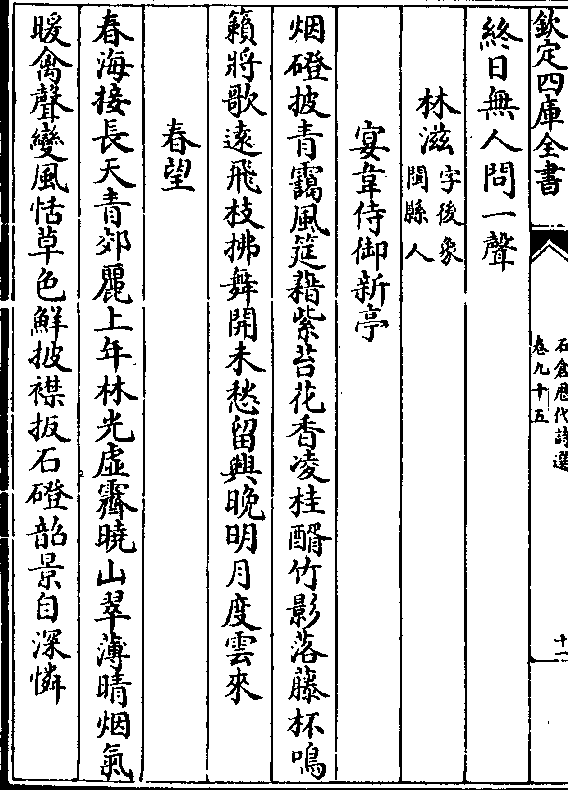 欽定四庫全書
石倉歷代詩選
卷九十五
終日無人問一聲
林滋
字後象
閩縣人
宴韋侍御新亭
烟磴披青靄風筵藉紫苔花香凌桂醑竹影落藤杯鳴
籟將歌遠飛枝拂舞開未愁留興晚明月度雲來
春望
春海接長天青郊麗上年林光虛霽曉山翠薄晴烟氣
暖禽聲變風恬草色鮮披襟扳石磴韶景自深憐